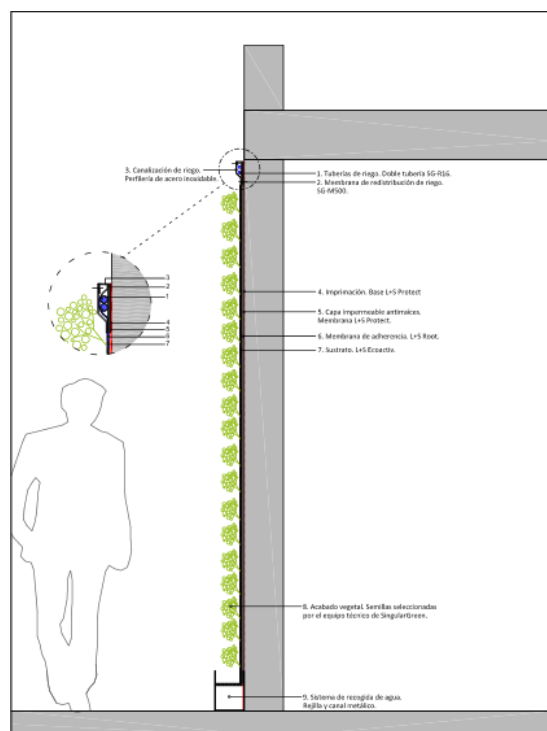 3. Canalización de riego.
Perfilería de acero inoxidable.
1. Tuberías de riego. Doble tubería SG-R16.
2. Membrana de redistribución de riego.
SG-M500.
3
2
1
4
5
6
7
4. Imprimación. Base L+S Protect
5. Capa impermeable antirraíces.
Membrana L+S Protect.
6. Membrana de adherencia. L+S Root.
7. Sustrato. L+S Ecoactiv.
8. Acabado vegetal. Semillas seleccionadas
por el equipo técnico de SingularGreen.
9. Sistema de recogida de agua.
Rejilla y canal metálico.